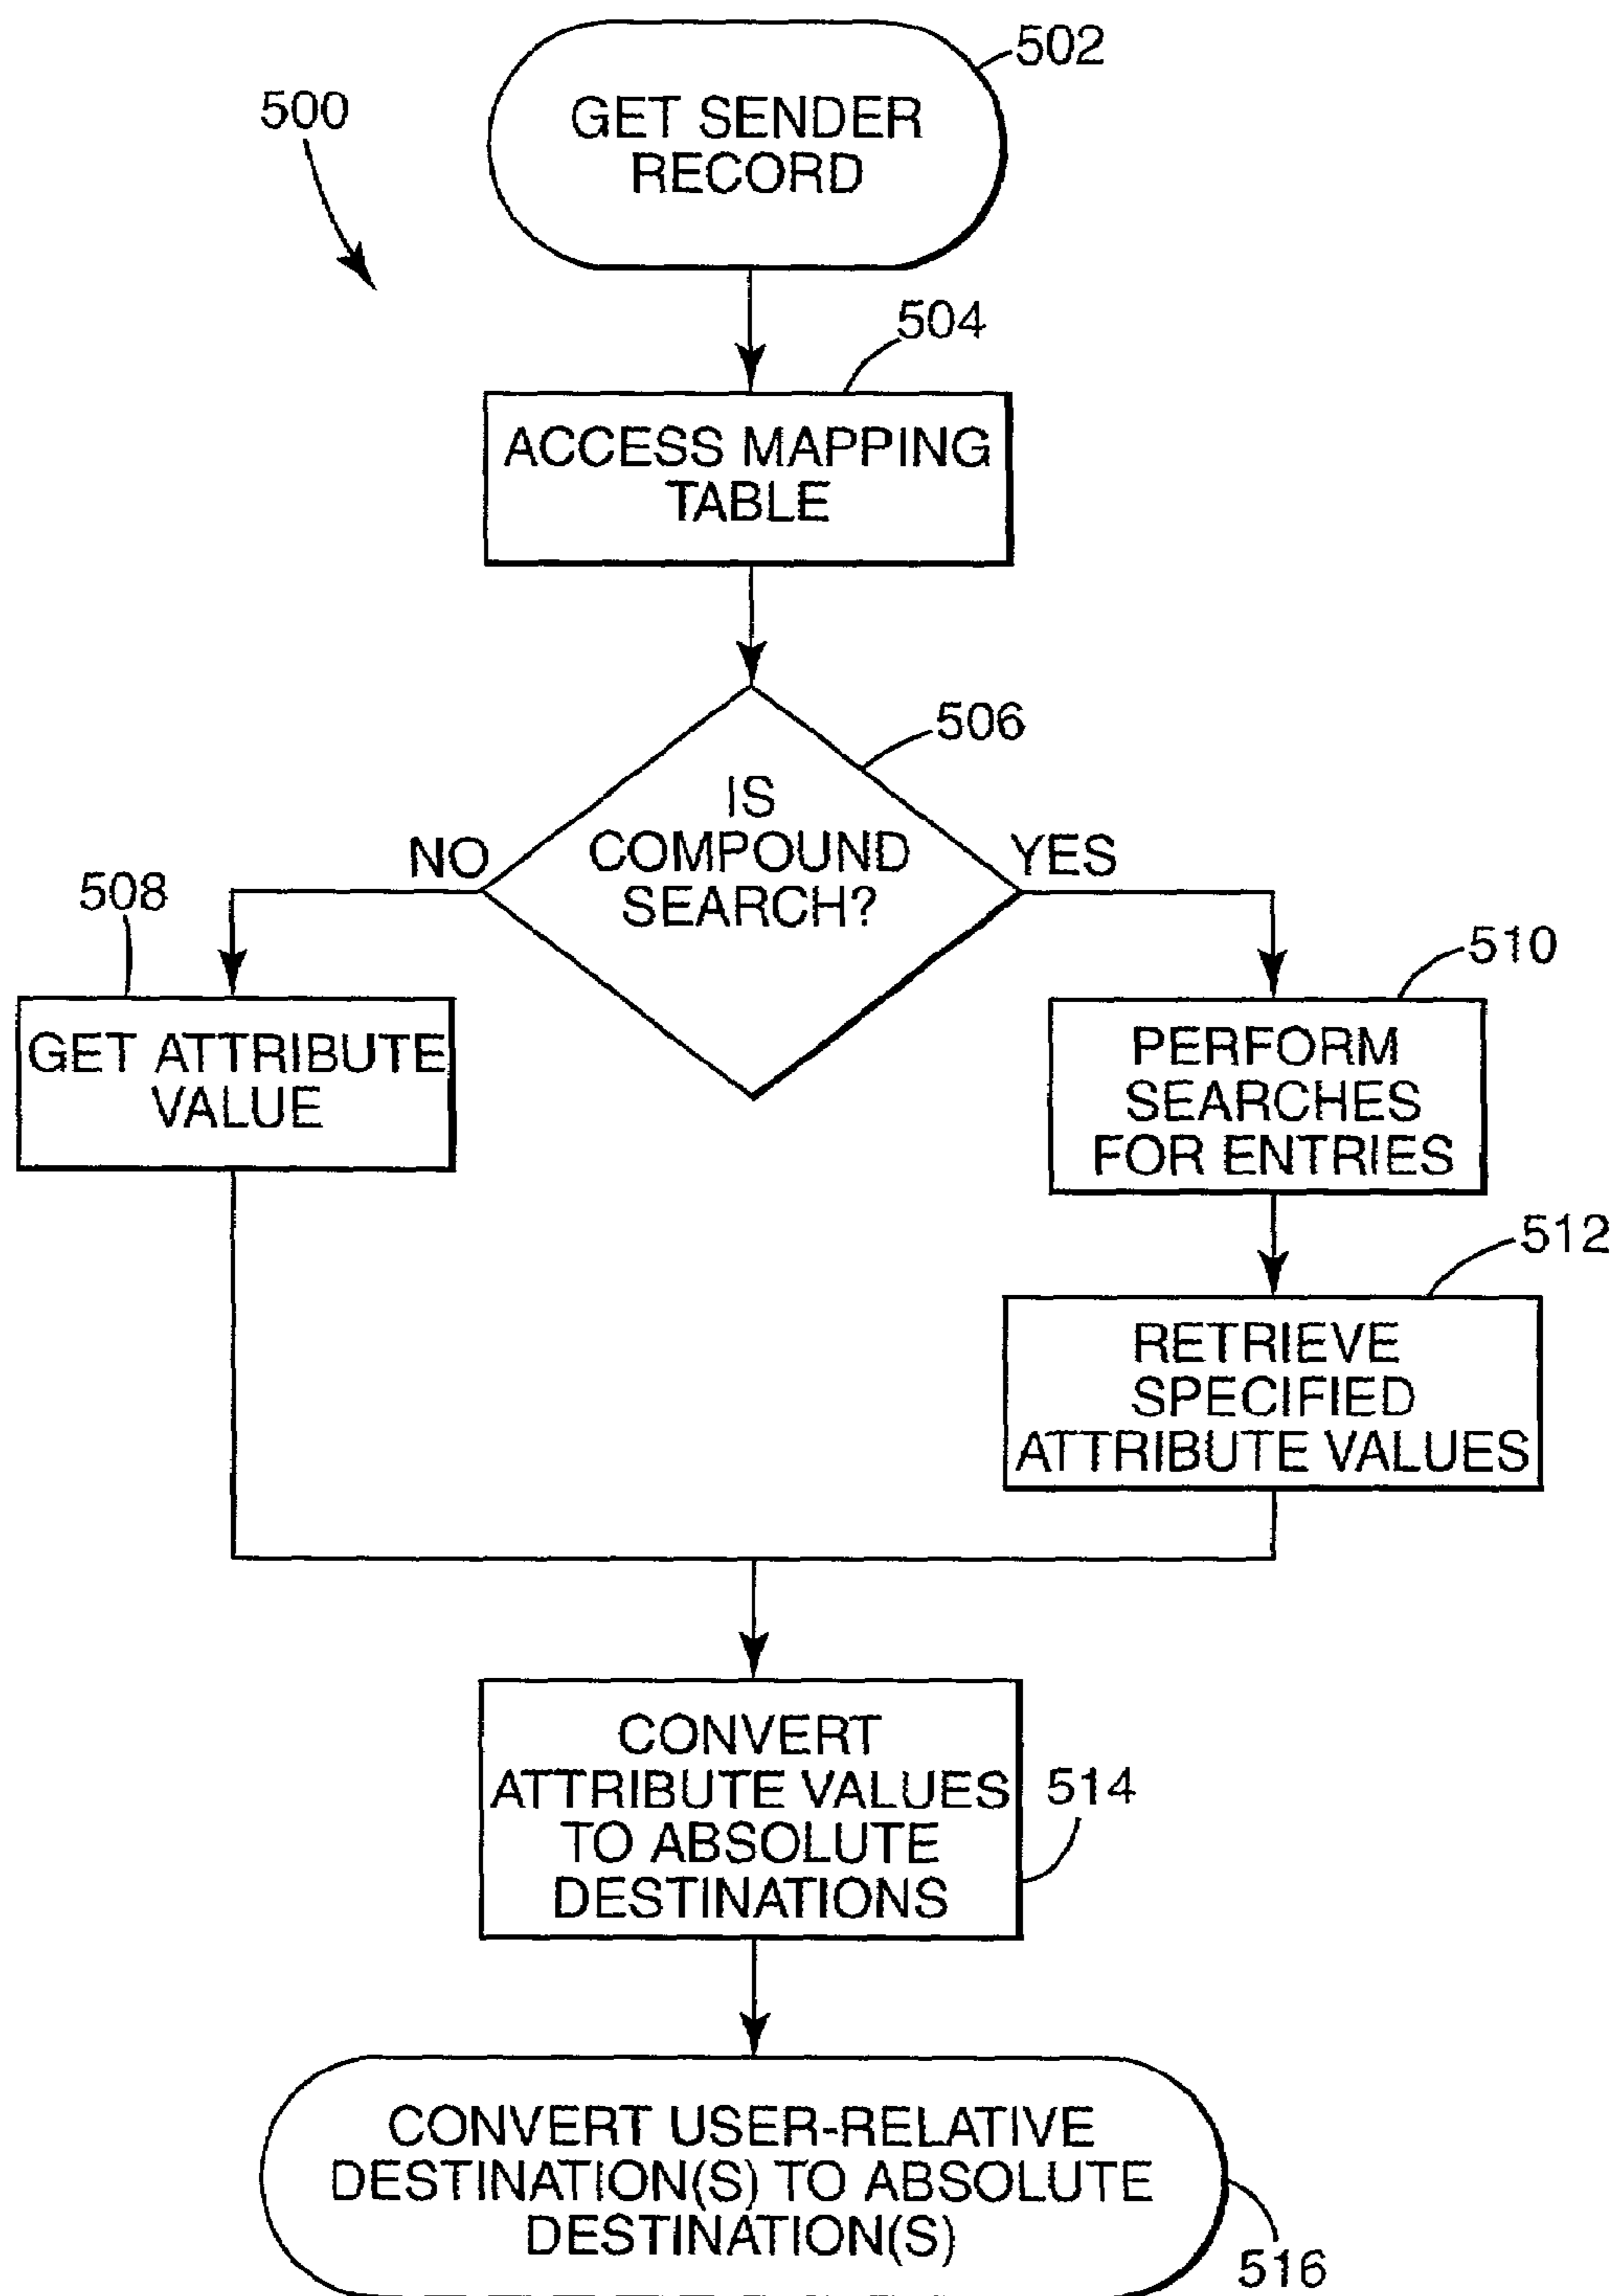 502
500
GET SENDER
RECORD
504
ACCESS MAPPING
TABLE
506
IS
COMPOUND
SEARCH?
NO
YES
508
510
GET ATTRIBUTE
VALUE
PERFORM
SEARCHES
FOR ENTRIES
512
RETRIEVE
SPECIFIED
ATTRIBUTE VALUES
CONVERT
ATTRIBUTE VALUES
TO ABSOLUTE
DESTINATIONS
514
CONVERT USER-RELATIVE
DESTINATION(S) TO ABSOLUTE
DESTINATION(S)
516